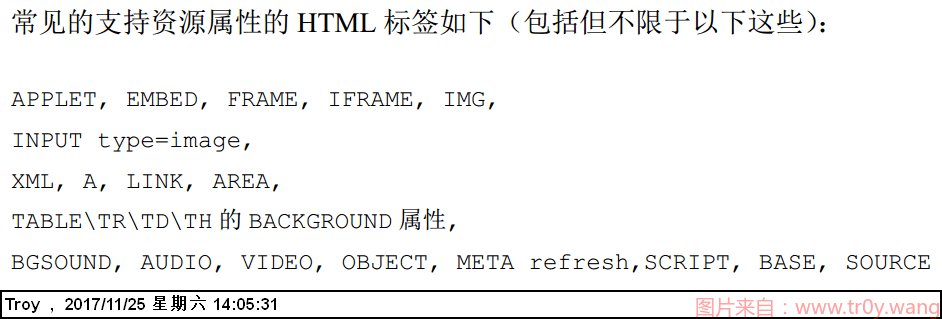 常见的支持资源属性的 HTML 标签如下（包括但不限于以下这些）：
APPLET, EMBED, FRAME, IFRAME, IMG,
INPUT type=image,
XML, A, LINK, AREA,
TABLE\TR\TD\TH 的 BACKGROUND 属性,
BGSOUND, AUDIO, VIDEO, OBJECT, META refresh,SCRIPT, BASE, SOURCE
Troy , 2017/11/25 星期六 14:05:31
图片来自：www.tr0y.wang